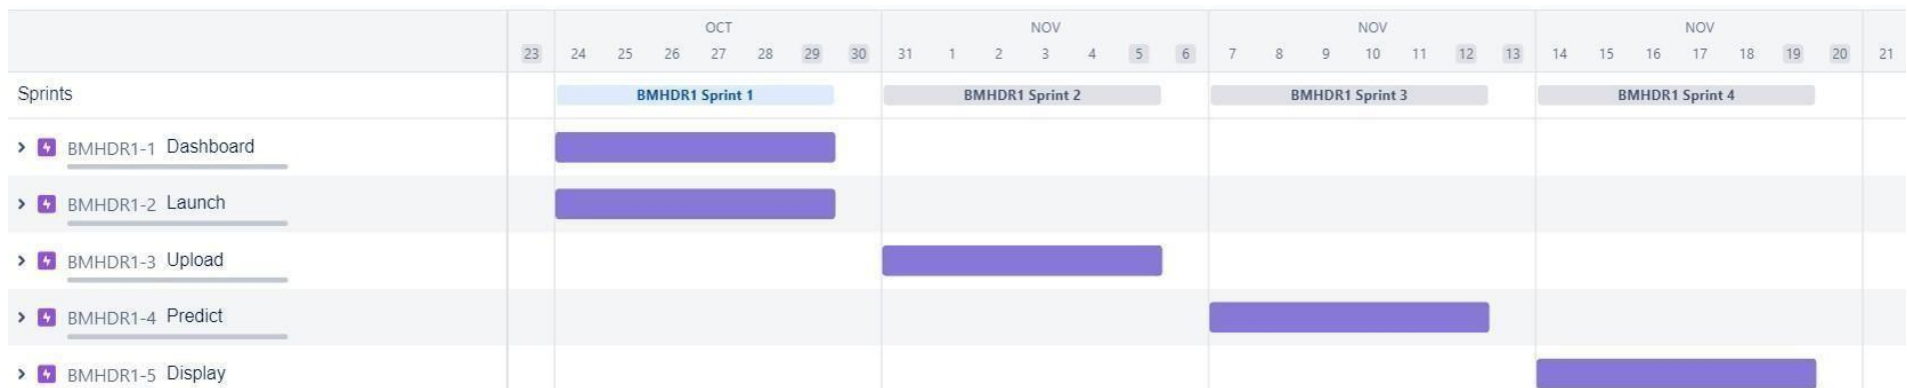 OCT NOV NOV NOV
23 24 25 26 27 28 29 30 31 1 2 3 4 5 6 7 8 9 10 11 12 13 14 15 16 17 18 19 20 21
Sprints BMHDR1 Sprint 1 BMHDR1 Sprint 2 BMHDR1 Sprint 3 BMHDR1 Sprint 4
BMHDR1-1 Dashboard
BMHDR1-2 Launch
BMHDR1-3 Upload
BMHDR1-4 Predict
BMHDR1-5 Display